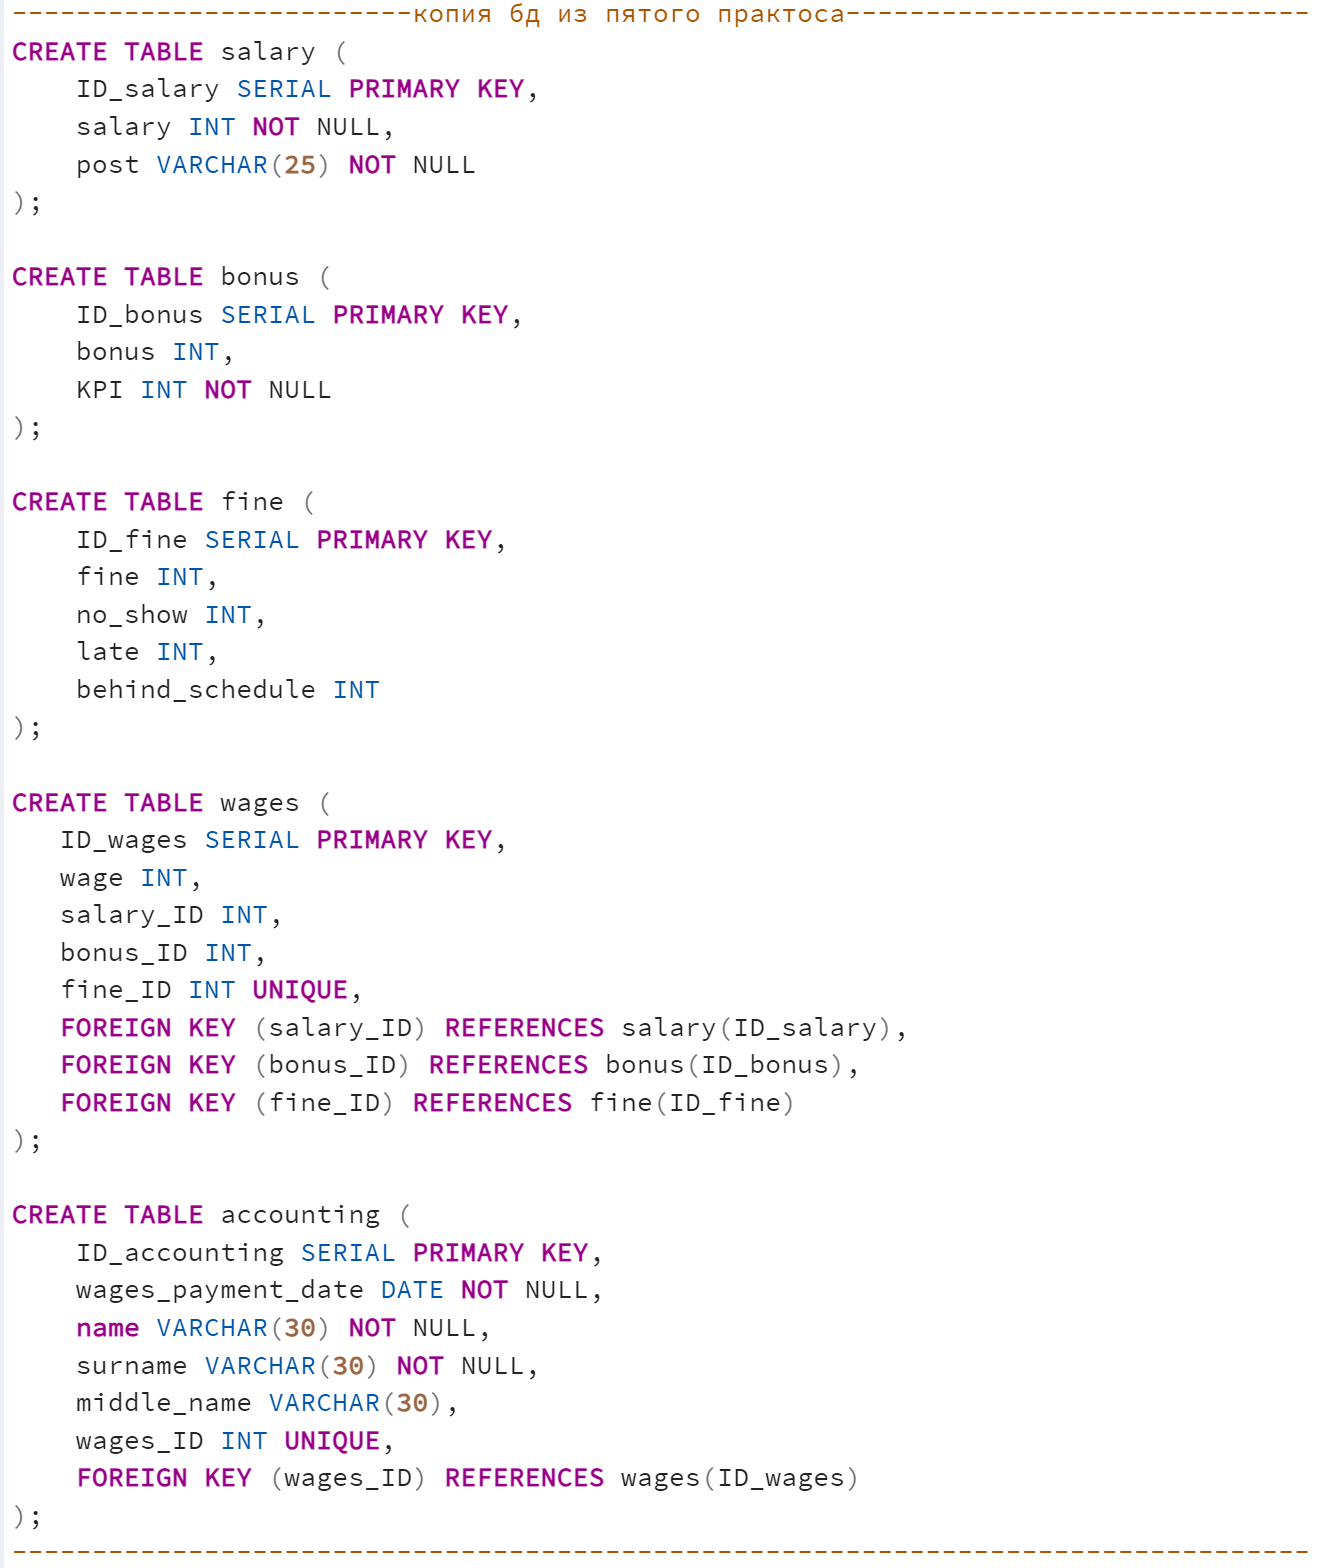 -------------------------копия бд из пятого практоса-----------------------------
CREATE TABLE salary (
    ID_salary SERIAL PRIMARY KEY,
    salary INT NOT NULL,
    post VARCHAR(25) NOT NULL
);

CREATE TABLE bonus (
    ID_bonus SERIAL PRIMARY KEY,
    bonus INT,
    KPI INT NOT NULL
);

CREATE TABLE fine (
    ID_fine SERIAL PRIMARY KEY,
    fine INT,
    no_show INT,
    late INT,
    behind_schedule INT
);

CREATE TABLE wages (
   ID_wages SERIAL PRIMARY KEY,
   wage INT,
   salary_ID INT,
   bonus_ID INT,
   fine_ID INT UNIQUE,
   FOREIGN KEY (salary_ID) REFERENCES salary(ID_salary),
   FOREIGN KEY (bonus_ID) REFERENCES bonus(ID_bonus),
   FOREIGN KEY (fine_ID) REFERENCES fine(ID_fine)
);

CREATE TABLE accounting (
    ID_accounting SERIAL PRIMARY KEY,
    wages_payment_date DATE NOT NULL,
    name VARCHAR(30) NOT NULL,
    surname VARCHAR(30) NOT NULL,
    middle_name VARCHAR(30),
    wages_ID INT UNIQUE,
    FOREIGN KEY (wages_ID) REFERENCES wages(ID_wages)
);
---------------------------------------------------------------------------------